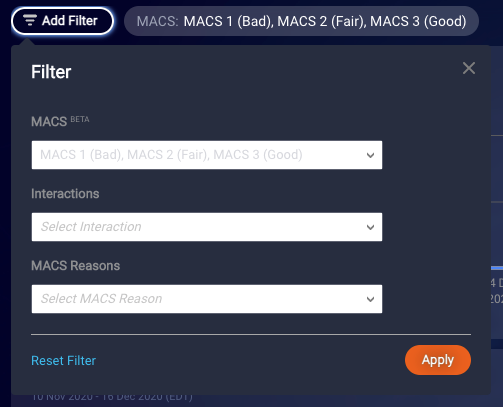 Add Filter
MACS: MACS 1 (Bad), MACS 2 (Fair), MACS 3 (Good)
Filter
MACS BETA
MACS 1 (Bad), MACS 2 (Fair), MACS 3 (Good)
Interactions
Select Interaction
MACS Reasons
Select MACS Reason
4 D
202
Reset Filter
Apply
10 Nov 2020 - 16 Dec 2020 (EDT)